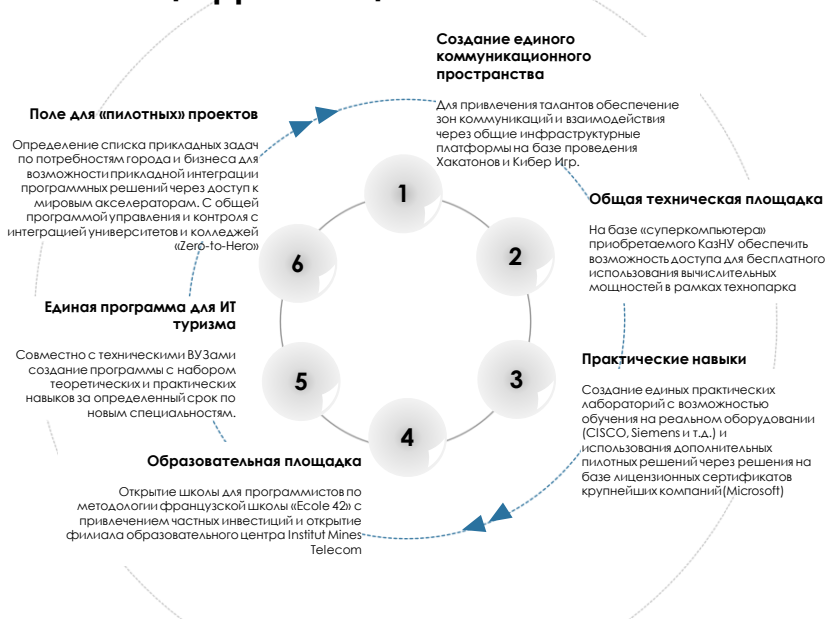 Создание единого
коммуникационного
пространства
Для привлечения талантов обеспечение
зон коммуникаций и взаимодействия
через общие инфраструктурные
платформы на базе проведения
Хакатонов и Кибер Игр.
Общая техническая площадка
На базе «суперкомпьютера»
приобретаемого КазНУ обеспечить
возможность доступа для бесплатного
использования вычислительных
мощностей в рамках технопарка
Практические навыки
Создание единых практических
лабораторий с возможностью
обучения на реальном оборудовании
(CISCO, Siemens и т.д.) и
использования дополнительных
пилотных решений через решения на
базе лицензионных сертификатов
крупнейших компаний(Microsoft)
Образовательная площадка
Открытие школы для программистов по
методологии французской школы «Ecole 42» с
привлечением частных инвестиций и открытие
филиала образовательного центра Institut Mines
Telecom
Единая программа для ИТ
туризма
Совместно с техническими ВУЗами
создание программы с набором
теоретических и практических
навыков за определенный срок по
новым специальностям.
Поле для «пилотных» проектов
Определение списка прикладных задач
по потребностям города и бизнеса для
возможности прикладной интеграции
программных решений через доступ к
мировым акселераторам. С общей
программой управления и контроля с
интеграцией университетов и колледжей
«Zero-to-Hero»
1
2
3
4
5
6